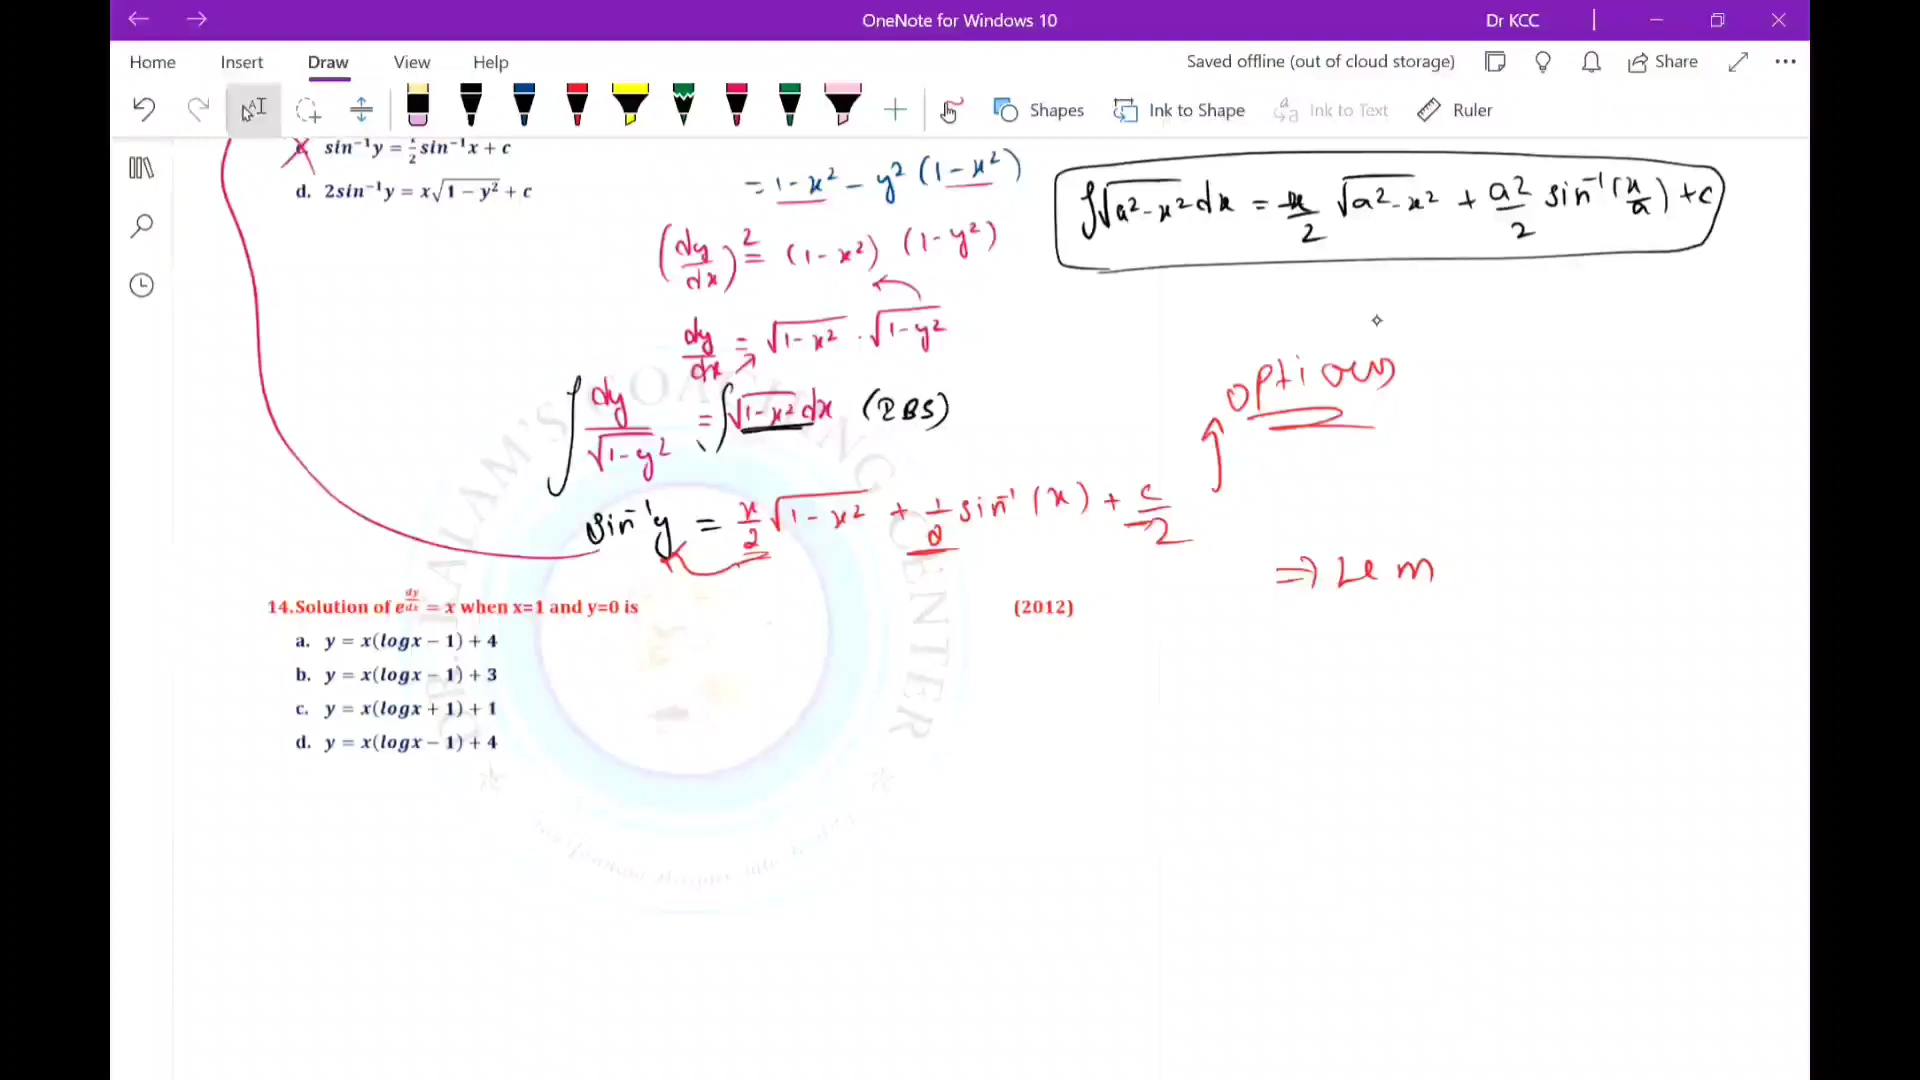 OneNote for Windows 10
Dr KCC
Home Insert Draw View Help
Saved offline (out of cloud storage)
Share
Shapes
Ink to Shape
Ink to Text
Ruler
sin⁻¹y = ½sin⁻¹x + c
d. 2sin⁻¹y = x√(1 − y²) + c
= 1 - x² - y² (1 - x²)
∫√(a² - x²) dx = x/2 √(a² - x²) + a²/2 sin⁻¹(x/a) + c
(dy/dx)² = (1 - x²) (1 - y²)
dy/dx = √(1 - x²) . √(1 - y²)
options
∫ dy/√(1 - y²) = ∫√(1 - x²) dx
sin⁻¹y = x/2 √(1 - x²) + 1/2 sin⁻¹(x) + c/2
14.Solution of e^(dy/dx) = x when x=1 and y=0 is (2012)
a. y = x(logx − 1) + 4
b. y = x(logx − 1) + 3
c. y = x(logx + 1) + 1
d. y = x(logx − 1) + 4
COACHING CENTER